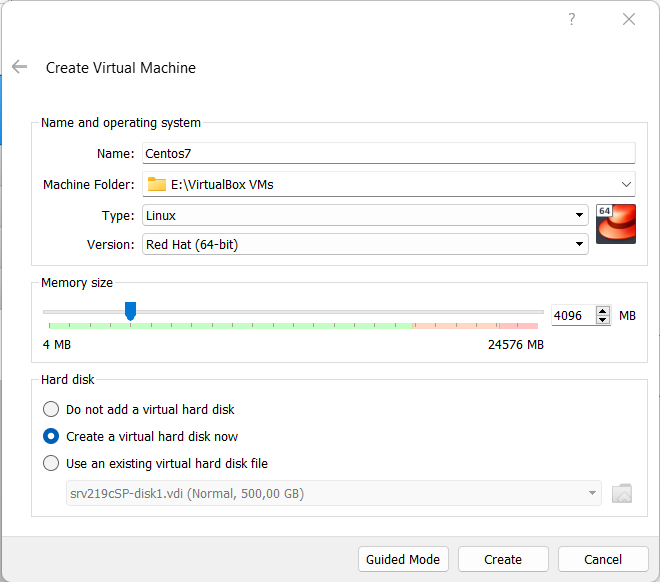 ?
Create Virtual Machine
Name and operating system
Name: Centos7
Machine Folder: E:\VirtualBox VMs
Type: Linux
64
Version: Red Hat (64-bit)
Memory size
4096 MB
4 MB 24576 MB
Hard disk
Do not add a virtual hard disk
Create a virtual hard disk now
Use an existing virtual hard disk file
srv219cSP-disk1.vdi (Normal, 500,00 GB)
Guided Mode Create Cancel